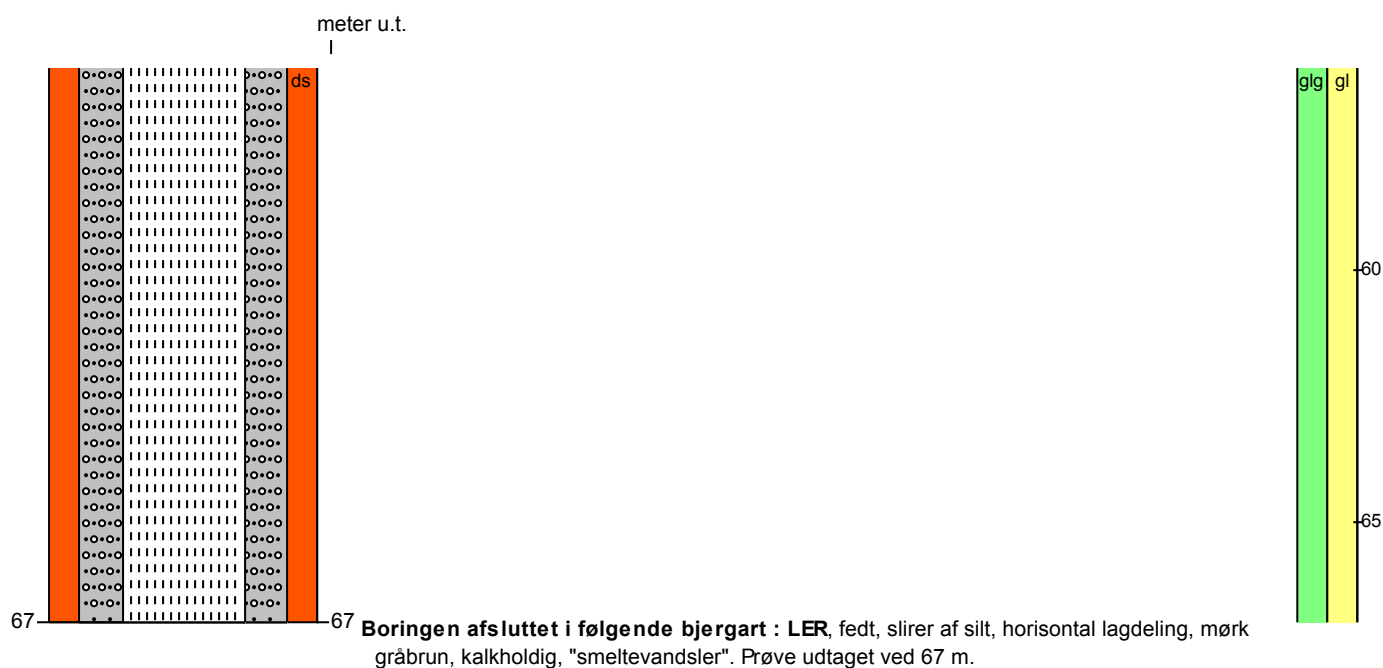 meter u.t.
ds
glg gl
60
65
67 67 Boringen afsluttet i følgende bjergart : LER, fedt, slirer af silt, horisontal lagdeling, mørk
gråbrun, kalkholdig, "smeltevandsler". Prøve udtaget ved 67 m.